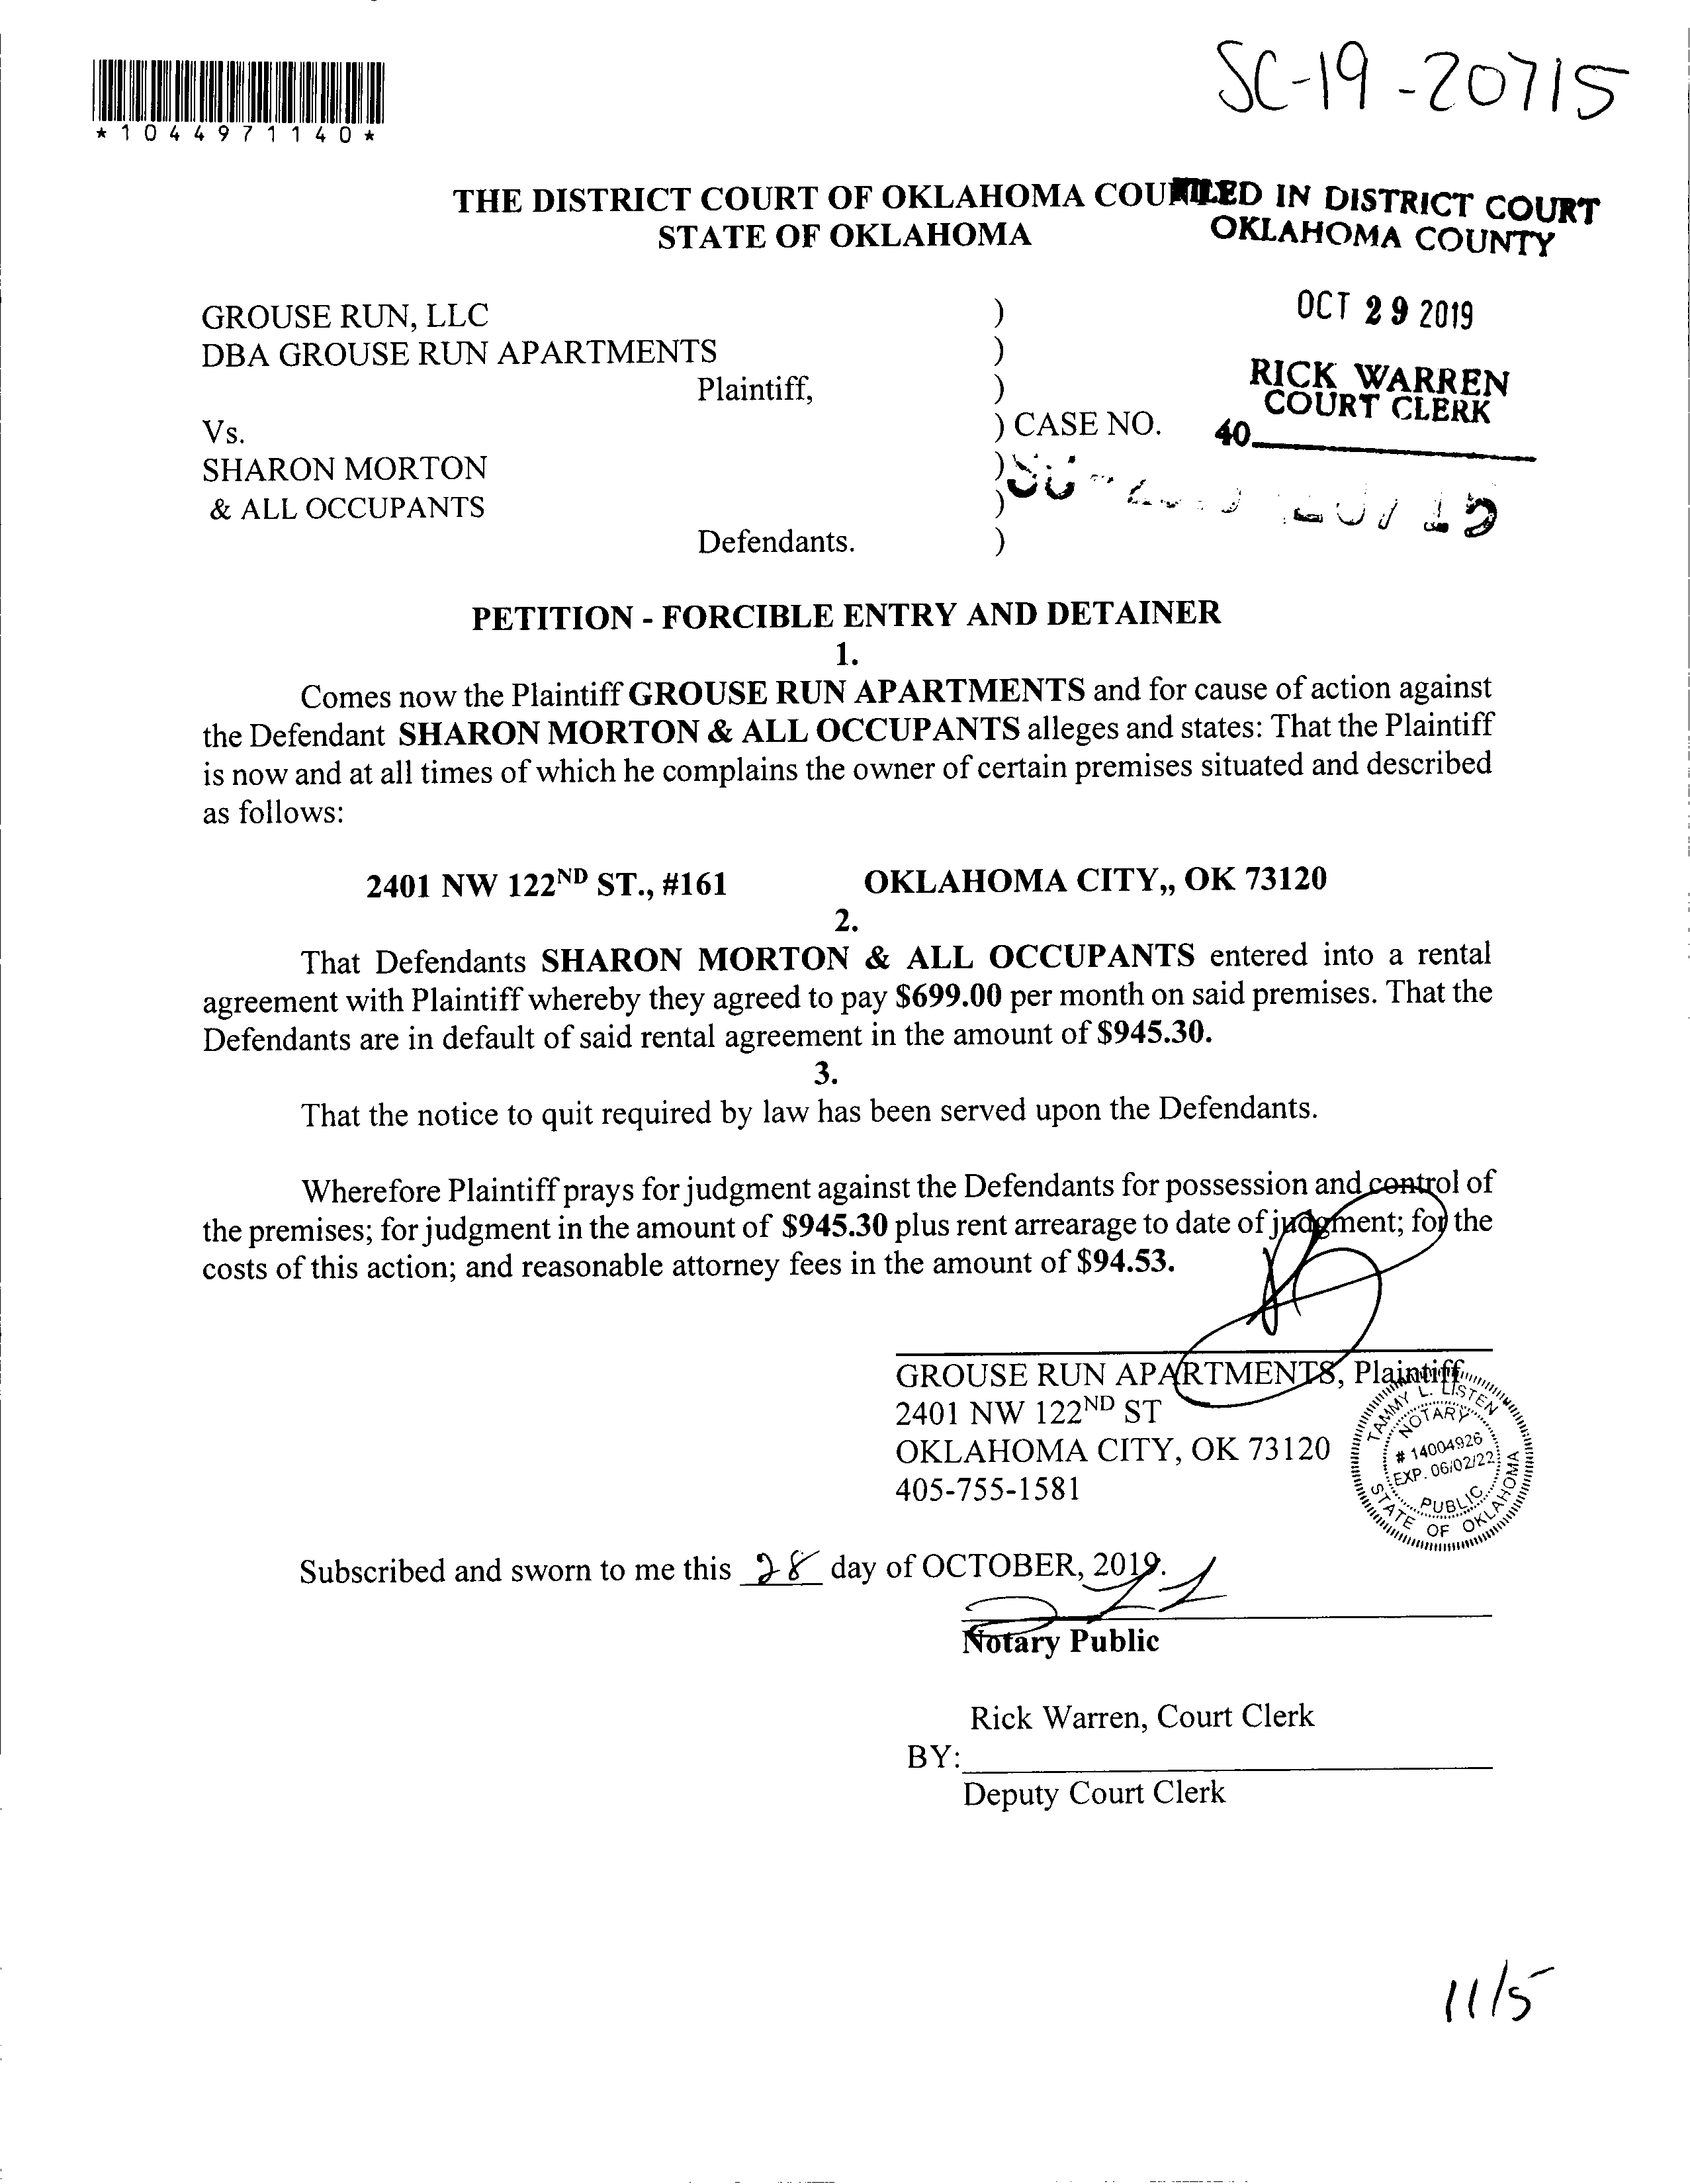 SC-19-20715
*1044971140*
THE DISTRICT COURT OF OKLAHOMA COU
STATE OF OKLAHOMA
FILED IN DISTRICT COURT
OKLAHOMA COUNTY
OCT 29 2019
RICK WARREN
COURT CLERK
40
GROUSE RUN, LLC )
DBA GROUSE RUN APARTMENTS )
Plaintiff, )
Vs. ) CASE NO.
SHARON MORTON )
& ALL OCCUPANTS )
Defendants. )
PETITION - FORCIBLE ENTRY AND DETAINER
1.
Comes now the Plaintiff GROUSE RUN APARTMENTS and for cause of action against
the Defendant SHARON MORTON & ALL OCCUPANTS alleges and states: That the Plaintiff
is now and at all times of which he complains the owner of certain premises situated and described
as follows:
2401 NW 122ND ST., #161 OKLAHOMA CITY,, OK 73120
2.
That Defendants SHARON MORTON & ALL OCCUPANTS entered into a rental
agreement with Plaintiff whereby they agreed to pay $699.00 per month on said premises. That the
Defendants are in default of said rental agreement in the amount of $945.30.
3.
That the notice to quit required by law has been served upon the Defendants.
Wherefore Plaintiff prays for judgment against the Defendants for possession and control of
the premises; for judgment in the amount of $945.30 plus rent arrearage to date of judgment; for the
costs of this action; and reasonable attorney fees in the amount of $94.53.
GROUSE RUN APARTMENTS, Plaintiff
2401 NW 122ND ST
OKLAHOMA CITY, OK 73120
405-755-1581
TAMMY L. LISTEN
NOTARY
# 14004926
EXP. 06/02/22
PUBLIC
STATE OF OKLAHOMA
Subscribed and sworn to me this 28 day of OCTOBER, 2019.
Notary Public
Rick Warren, Court Clerk
BY:
Deputy Court Clerk
11/5